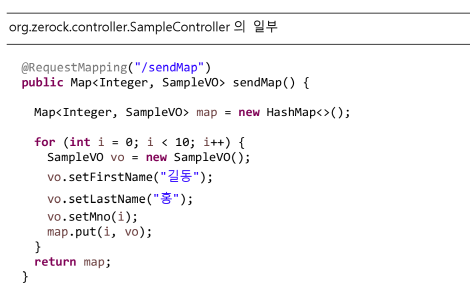 org.zerock.controller.SampleController 의 일부
@RequestMapping("/sendMap")
public Map<Integer, SampleVO> sendMap() {
Map<Integer, SampleVO> map = new HashMap<>();
for (int i = 0; i < 10; i++) {
SampleVO vo = new SampleVO();
vo.setFirstName("길동");
vo.setLastName("홍");
vo.setMno(i);
map.put(i, vo);
}
return map;
}